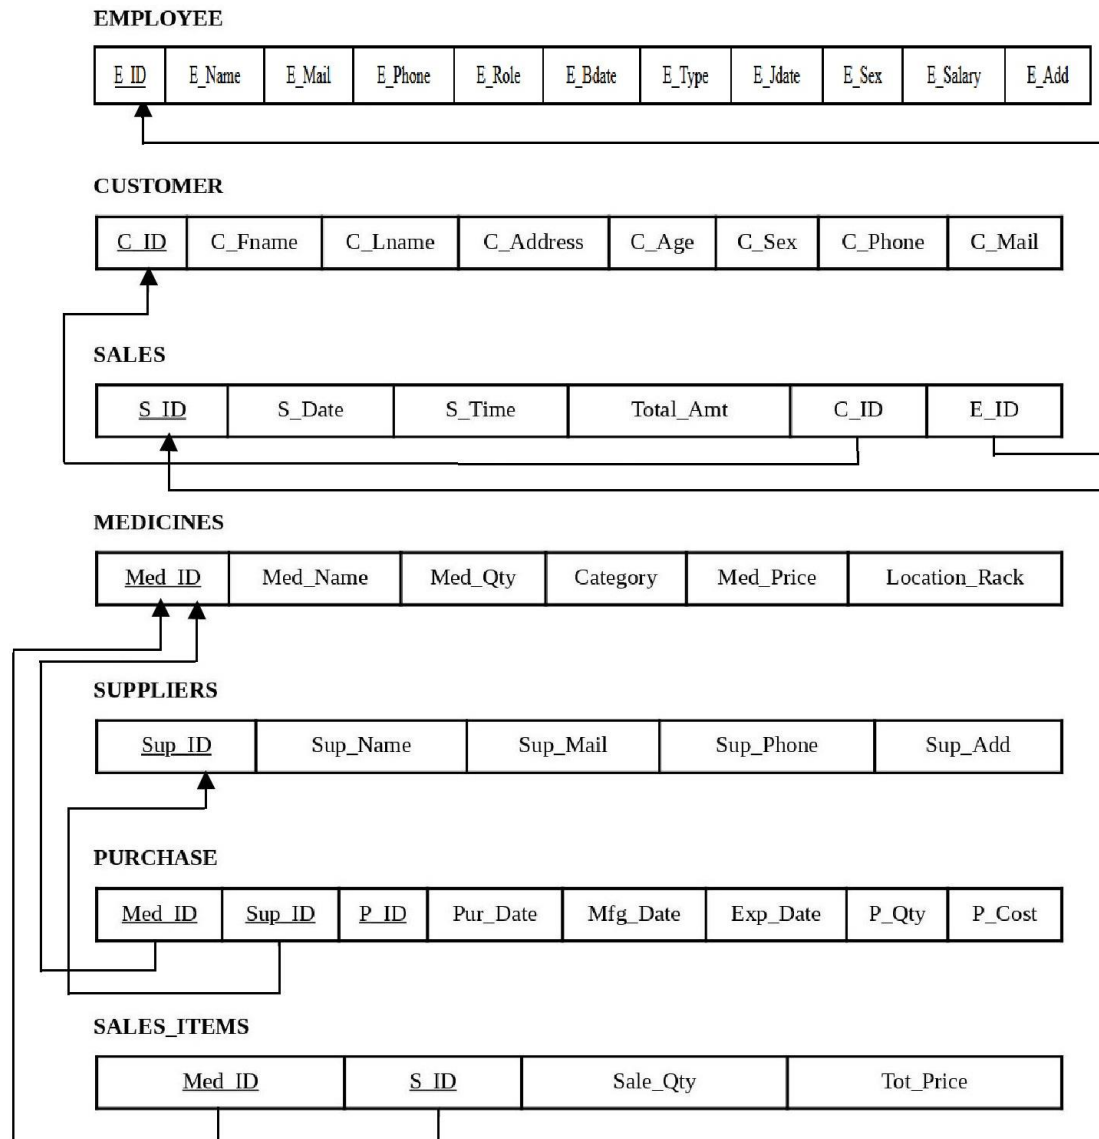 EMPLOYEE
E_ID E_Name E_Mail E_Phone E_Role E_Bdate E_Type E_Jdate E_Sex E_Salary E_Add
CUSTOMER
C_ID C_Fname C_Lname C_Address C_Age C_Sex C_Phone C_Mail
SALES
S_ID S_Date S_Time Total_Amt C_ID E_ID
MEDICINES
Med_ID Med_Name Med_Qty Category Med_Price Location_Rack
SUPPLIERS
Sup_ID Sup_Name Sup_Mail Sup_Phone Sup_Add
PURCHASE
Med_ID Sup_ID P_ID Pur_Date Mfg_Date Exp_Date P_Qty P_Cost
SALES_ITEMS
Med_ID S_ID Sale_Qty Tot_Price